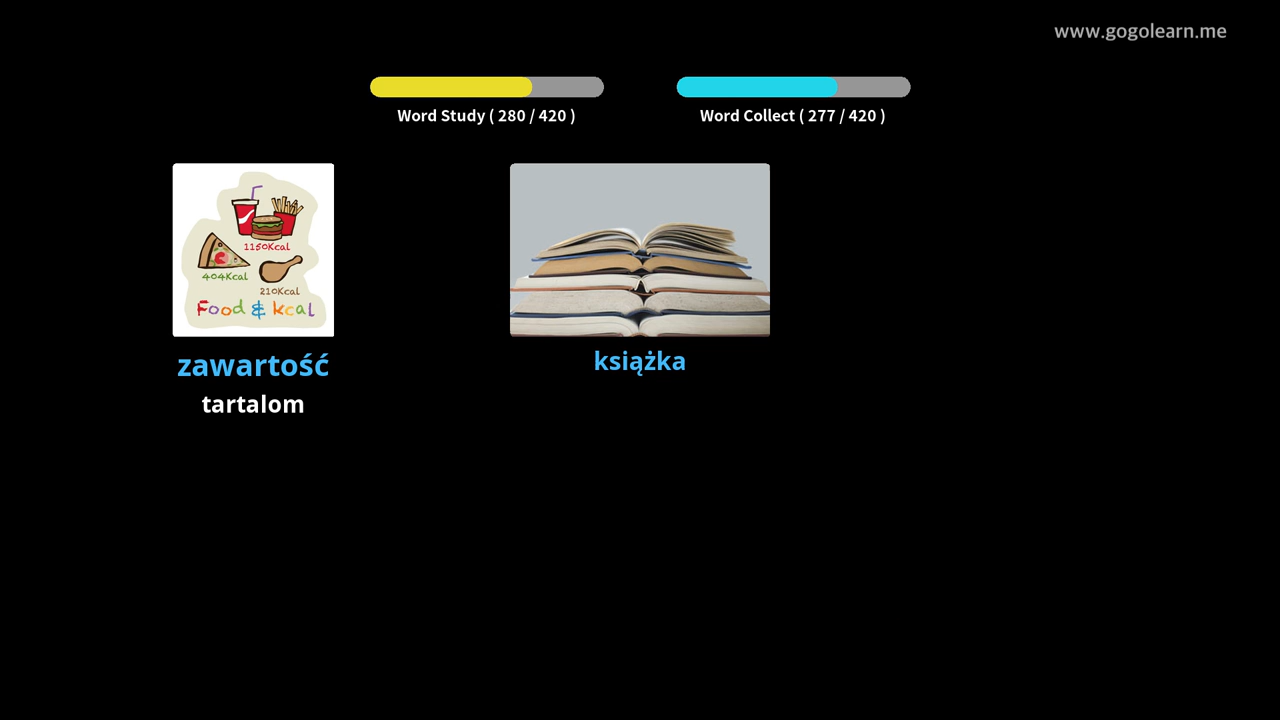 www.gogolearn.me
Word Study ( 280 / 420 )
Word Collect ( 277 / 420 )
1150Kcal
404Kcal
210Kcal
Food & kcal
zawartość
tartalom
książka